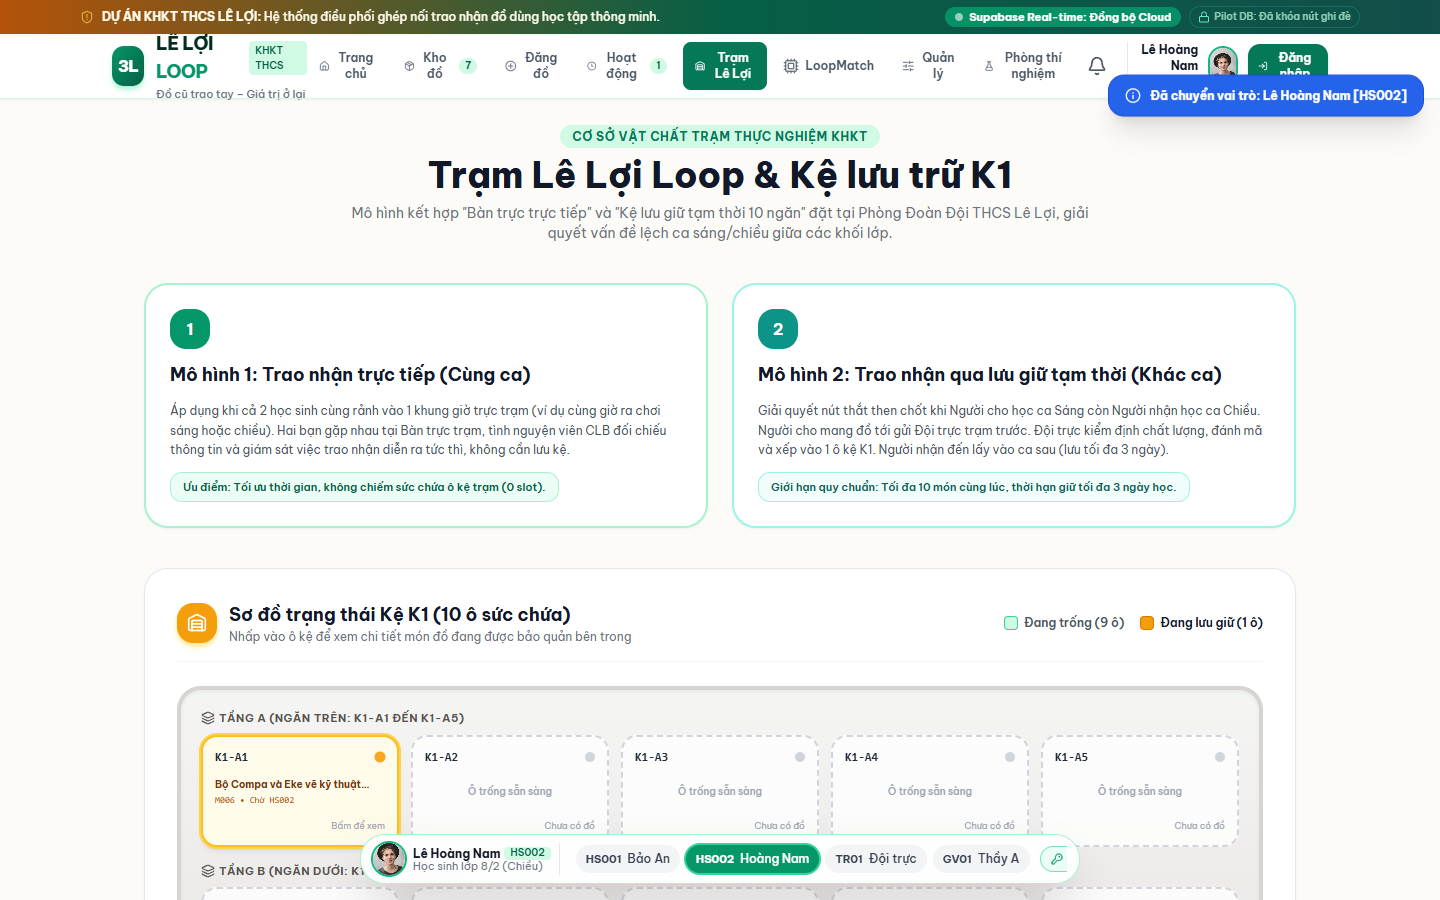 DỰ ÁN KHKT THCS LÊ LỢI: Hệ thống điều phối ghép nối trao nhận đồ dùng học tập thông minh.
Supabase Real-time: Đồng bộ Cloud
Pilot DB: Đã khóa nút ghi đè
3L
LÊ LỢI
LOOP
KHKT
THCS
Đồ cũ trao tay – Giá trị ở lại
Trang
chủ
Kho
đồ
7
Đăng
đồ
Hoạt
động
1
Trạm
Lê Lợi
LoopMatch
Quản
lý
Phòng thí
nghiệm
Lê Hoàng
Nam
Đăng
nhập
Đã chuyển vai trò: Lê Hoàng Nam [HS002]
CƠ SỞ VẬT CHẤT TRẠM THỰC NGHIỆM KHKT
Trạm Lê Lợi Loop & Kệ lưu trữ K1
Mô hình kết hợp "Bàn trực trực tiếp" và "Kệ lưu giữ tạm thời 10 ngăn" đặt tại Phòng Đoàn Đội THCS Lê Lợi, giải
quyết vấn đề lệch ca sáng/chiều giữa các khối lớp.
1
Mô hình 1: Trao nhận trực tiếp (Cùng ca)
Áp dụng khi cả 2 học sinh cùng rảnh vào 1 khung giờ trực trạm (ví dụ cùng giờ ra chơi
sáng hoặc chiều). Hai bạn gặp nhau tại Bàn trực trạm, tình nguyện viên CLB đối chiếu
thông tin và giám sát việc trao nhận diễn ra tức thì, không cần lưu kệ.
Ưu điểm: Tối ưu thời gian, không chiếm sức chứa ô kệ trạm (0 slot).
2
Mô hình 2: Trao nhận qua lưu giữ tạm thời (Khác ca)
Giải quyết nút thắt then chốt khi Người cho học ca Sáng còn Người nhận học ca Chiều.
Người cho mang đồ tới gửi Đội trực trạm trước. Đội trực kiểm định chất lượng, đánh mã
và xếp vào 1 ô kệ K1. Người nhận đến lấy vào ca sau (lưu tối đa 3 ngày).
Giới hạn quy chuẩn: Tối đa 10 món cùng lúc, thời hạn giữ tối đa 3 ngày học.
Sơ đồ trạng thái Kệ K1 (10 ô sức chứa)
Nhấp vào ô kệ để xem chi tiết món đồ đang được bảo quản bên trong
Đang trống (9 ô)
Đang lưu giữ (1 ô)
TẦNG A (NGĂN TRÊN: K1-A1 ĐẾN K1-A5)
K1-A1
Bộ Compa và Eke vẽ kỹ thuật...
M006 • Chờ HS002
Bấm để xem
K1-A2
Ô trống sẵn sàng
Chưa có đồ
K1-A3
Ô trống sẵn sàng
Chưa có đồ
K1-A4
Ô trống sẵn sàng
Chưa có đồ
K1-A5
Ô trống sẵn sàng
Chưa có đồ
TẦNG B (NGĂN DƯỚI:
Lê Hoàng Nam HS002
Học sinh lớp 8/2 (Chiều)
HS001 Bảo An
HS002 Hoàng Nam
TR01 Đội trực
GV01 Thầy A